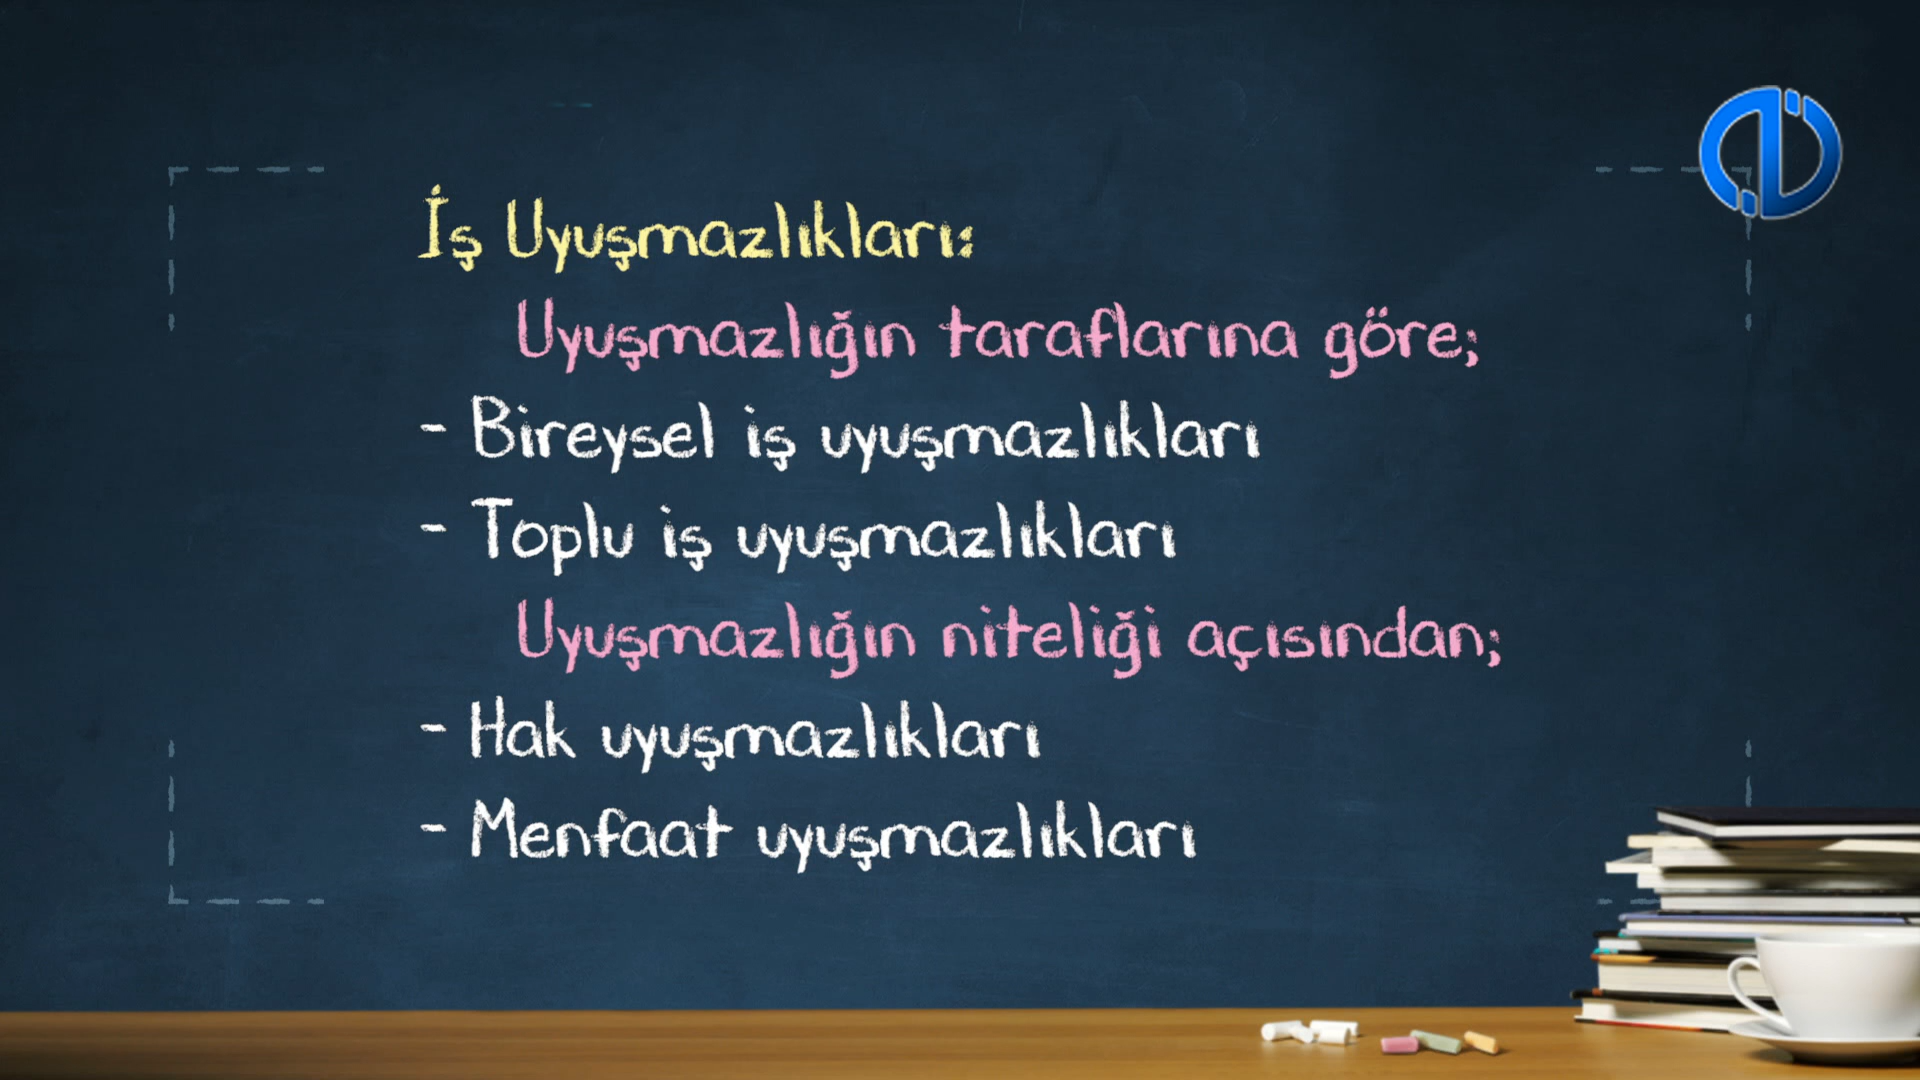 İş Uyuşmazlıkları:
Uyuşmazlığın taraflarına göre;
- Bireysel iş uyuşmazlıkları
- Toplu iş uyuşmazlıkları
Uyuşmazlığın niteliği açısından;
- Hak uyuşmazlıkları
- Menfaat uyuşmazlıkları